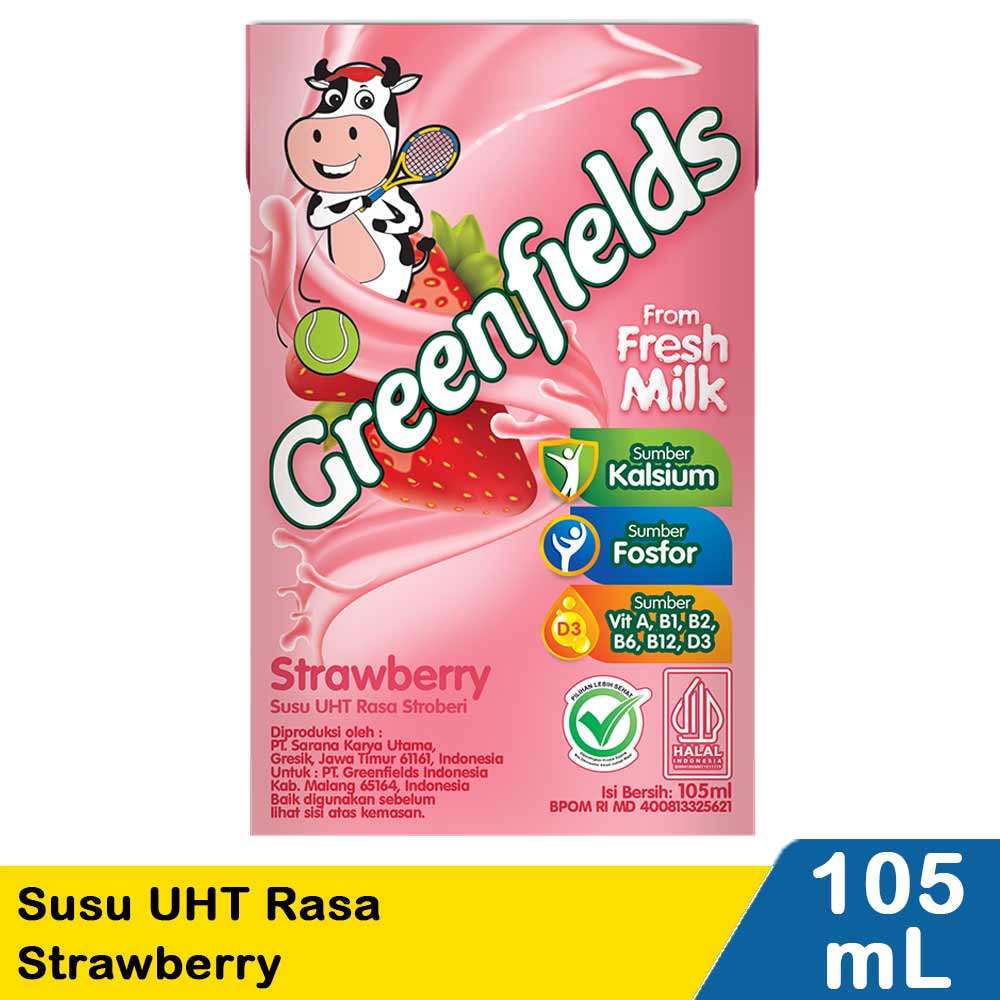 Greenfields
From
Fresh
Milk
Sumber
Kalsium
Sumber
Fosfor
D3
Sumber
Vit A, B1, B2,
B6, B12, D3
Strawberry
Susu UHT Rasa Stroberi
Diproduksi oleh :
PT. Sarana Karya Utama,
Gresik, Jawa Timur 61161, Indonesia
Untuk : PT. Greenfields Indonesia
Kab. Malang 65164, Indonesia
Baik digunakan sebelum
lihat sisi atas kemasan.
PILIHAN LEBIH SEHAT
HALAL
INDONESIA
Isi Bersih: 105ml
BPOM RI MD 400813325621
Susu UHT Rasa
Strawberry
105
mL